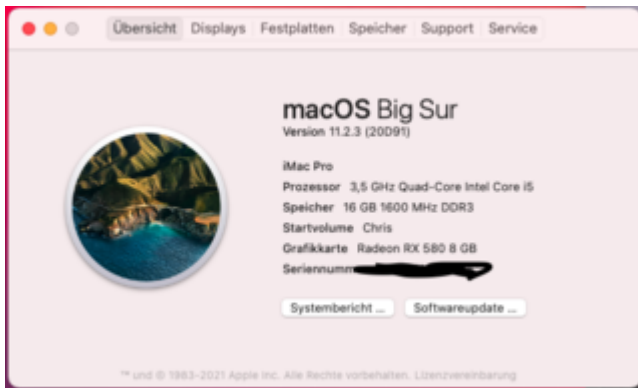 Übersicht Displays Festplatten Speicher Support Service
macOS Big Sur
Version 11.2.3 (20D91)
iMac Pro
Prozessor 3,5 GHz Quad-Core Intel Core i5
Speicher 16 GB 1600 MHz DDR3
Startvolume Chris
Grafikkarte Radeon RX 580 8 GB
Seriennumm
Systembericht ... Softwareupdate ...
™ und © 1983-2021 Apple Inc. Alle Rechte vorbehalten. Lizenzvereinbarung